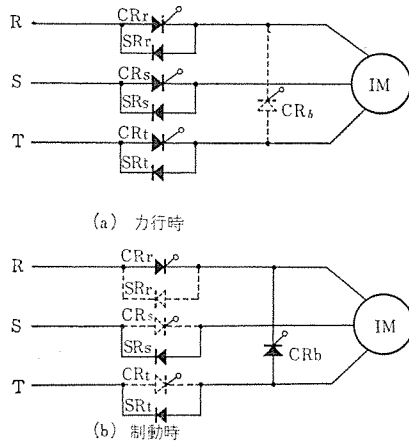 R
CRr
SRr
S
CRs
SRs
CRb
IM
T
CRt
SRt
(a) 力行時
R
CRr
SRr
S
CRs
SRs
CRb
IM
T
CRt
SRt
(b) 制動時